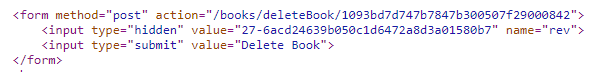 <form method="post" action="/books/deleteBook/1093bd7d747b7847b300507f29000842">
<input type="hidden" value="27-6acd24639b050c1d6472a8d3a01580b7" name="rev">
<input type="submit" value="Delete Book">
</form>